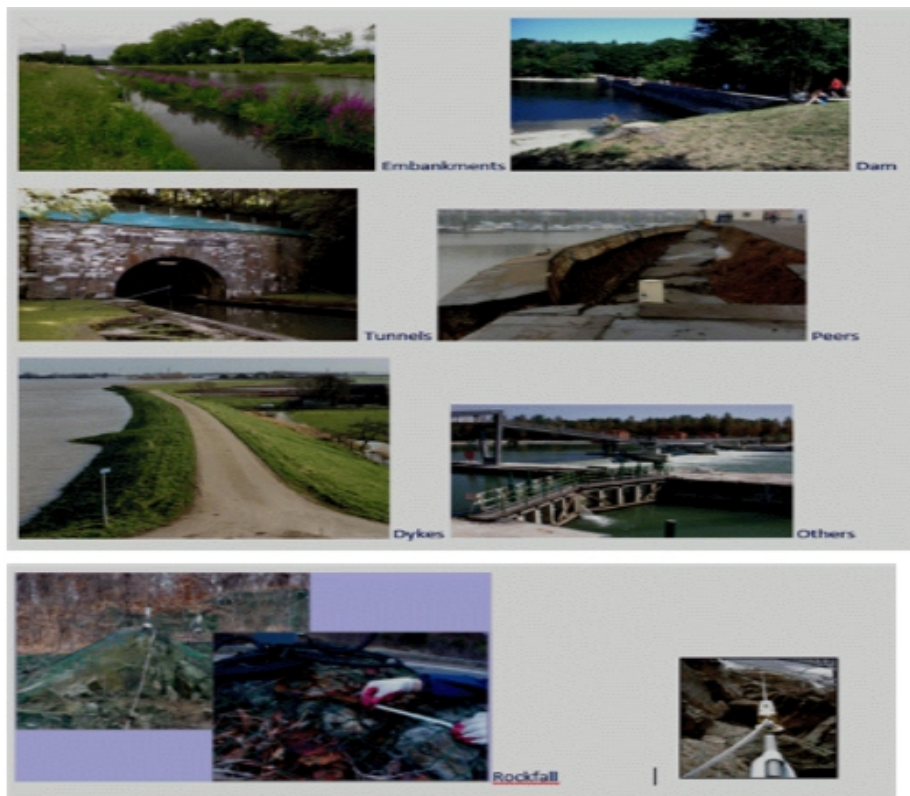 Embankments
Dam
Tunnels
Peers
Dykes
Others
Rockfall